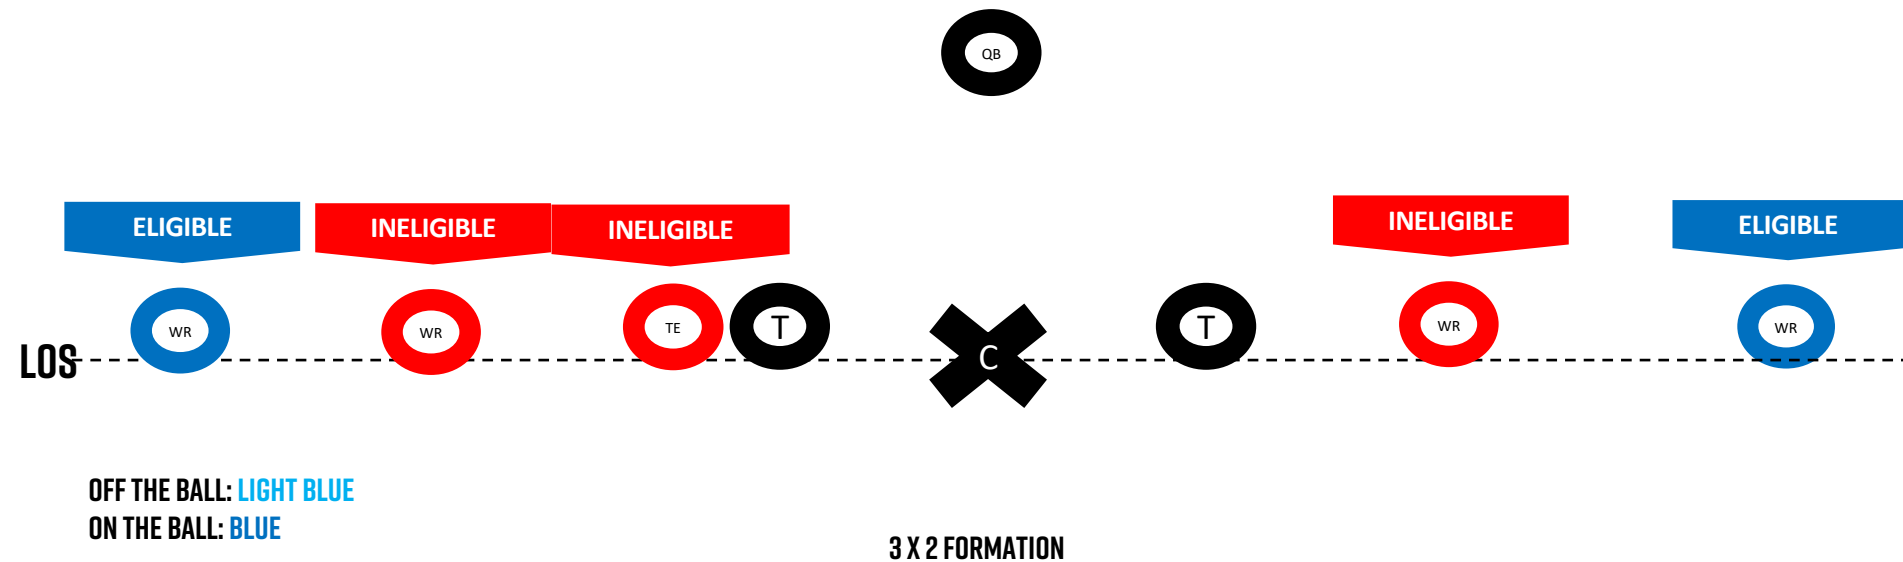 QB
ELIGIBLE
INELIGIBLE
INELIGIBLE
INELIGIBLE
ELIGIBLE
WR
WR
TE
T
C
T
WR
WR
LOS
OFF THE BALL: LIGHT BLUE
ON THE BALL: BLUE
3 X 2 FORMATION